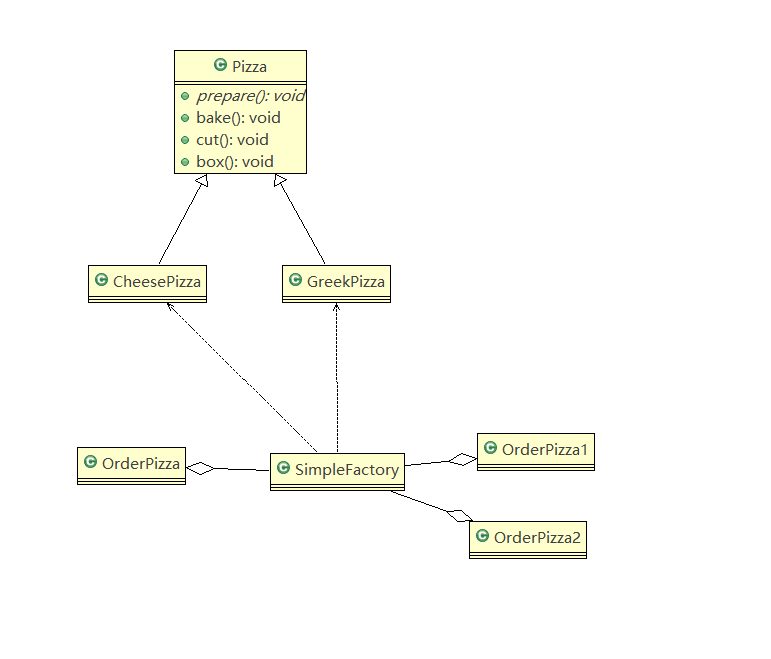 Pizza
prepare(): void
bake(): void
cut(): void
box(): void
CheesePizza
GreekPizza
OrderPizza
SimpleFactory
OrderPizza1
OrderPizza2